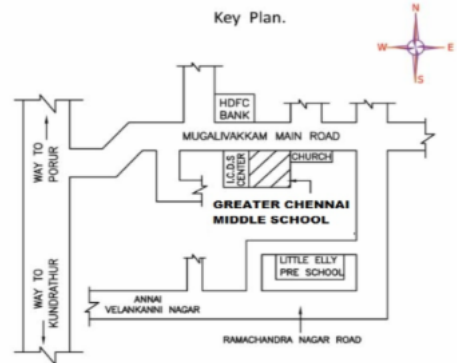 Key Plan.
N
W
E
S
HDFC
BANK
MUGALIVAKKAM MAIN ROAD
WAY TO
PORUR
I.C.D.S
CENTER
CHURCH
GREATER CHENNAI
MIDDLE SCHOOL
LITTLE ELLY
PRE SCHOOL
WAY TO
KUNDRATHUR
ANNAI
VELANKANNI NAGAR
RAMACHANDRA NAGAR ROAD